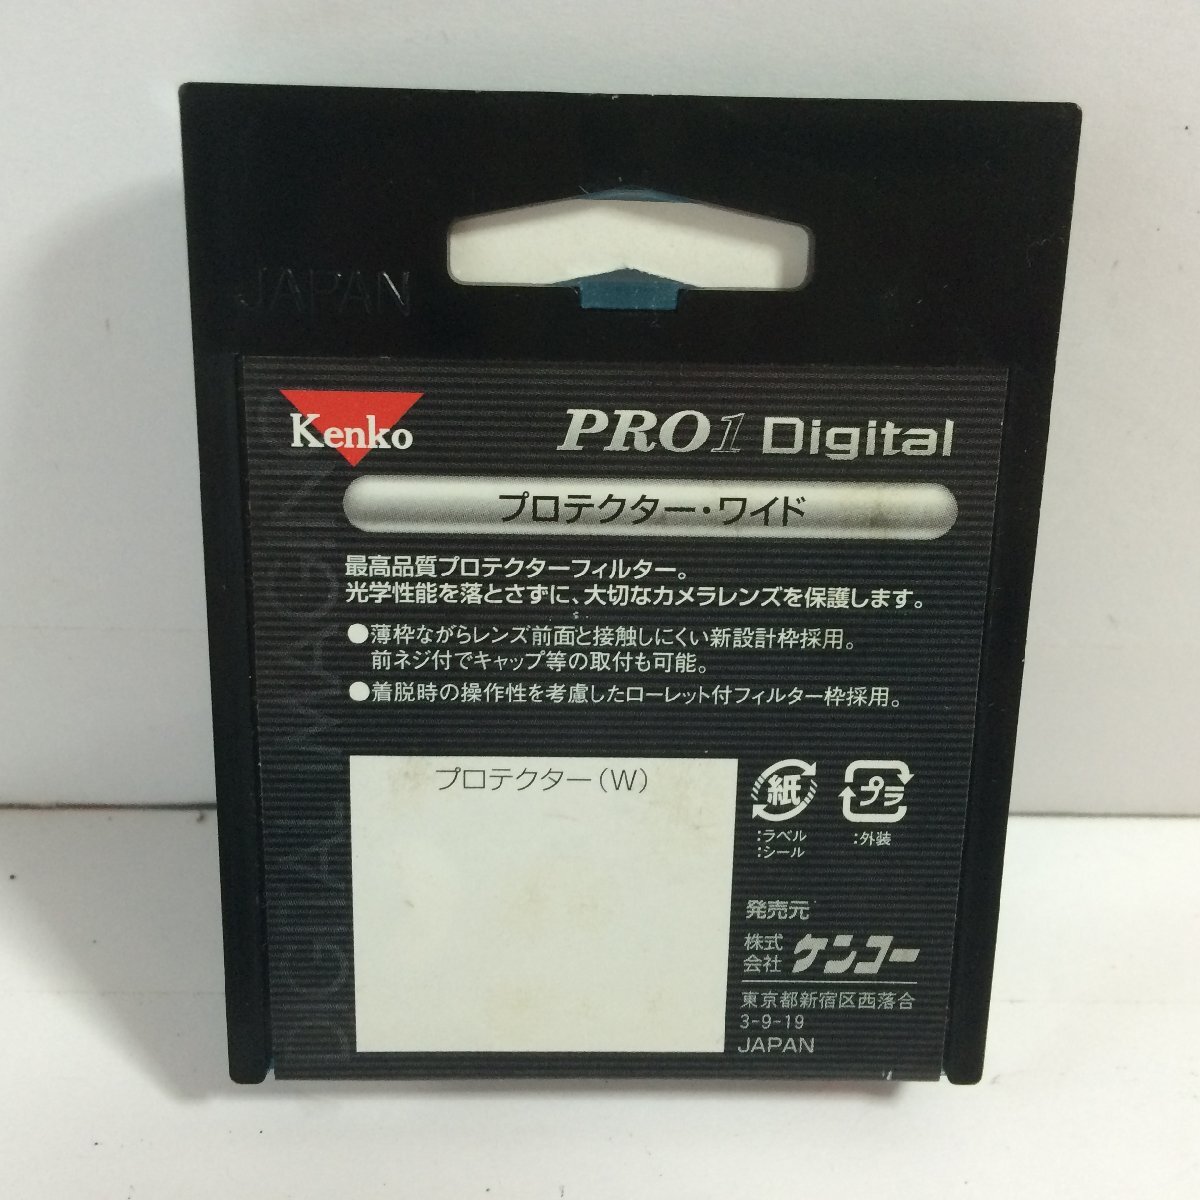 JAPAN
Kenko
PRO1 Digital
プロテクター・ワイド
最高品質プロテクターフィルター。
光学性能を落とさずに、大切なカメラレンズを保護します。
●薄枠ながらレンズ前面と接触しにくい新設計枠採用。
前ネジ付でキャップ等の取付も可能。
●着脱時の操作性を考慮したローレット付フィルター枠採用。
プロテクター(W)
紙
:ラベル
:シール
プラ
:外装
発売元
株式会社 ケンコー
東京都新宿区西落合
3-9-19
JAPAN